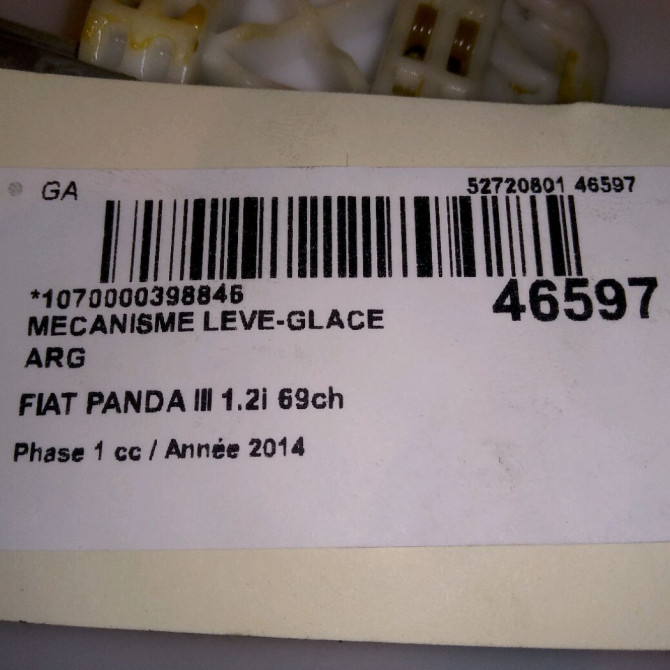 GA
52720801 46597
*1070000398846
46597
MECANISME LEVE-GLACE
ARG
FIAT PANDA III 1.2i 69ch
Phase 1 cc / Année 2014